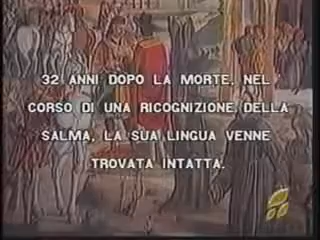 32 ANNI DOPO LA MORTE, NEL
CORSO DI UNA RICOGNIZIONE DELLA
SALMA, LA SUA LINGUA VENNE
TROVATA INTATTA.